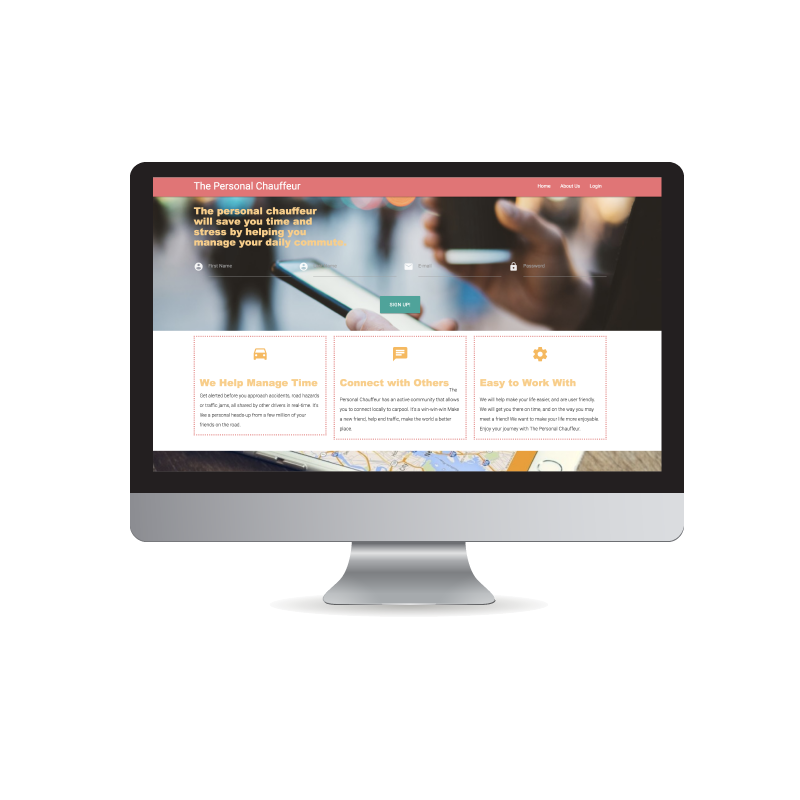 The Personal Chauffeur
Home About Us Login
The personal chauffeur
will save you time and
stress by helping you
manage your daily commute.
First Name
Email
Password
SIGN UP!
We Help Manage Time
Get alerted before you approach accidents, road hazards
or traffic jams, all shared by other drivers in real-time. It's
like a personal heads-up from a few million of your
friends on the road.
Connect with Others
The
Personal Chauffeur has an active community that allows
you to connect locally to carpool. It's a win-win-win! Make
a new friend, help end traffic, make the world a better
place.
Easy to Work With
We will help make your life easier, and are user friendly.
We will get you there on time, and on the way you may
meet a friend! We want to make your life more enjoyable.
Enjoy your journey with The Personal Chauffeur.